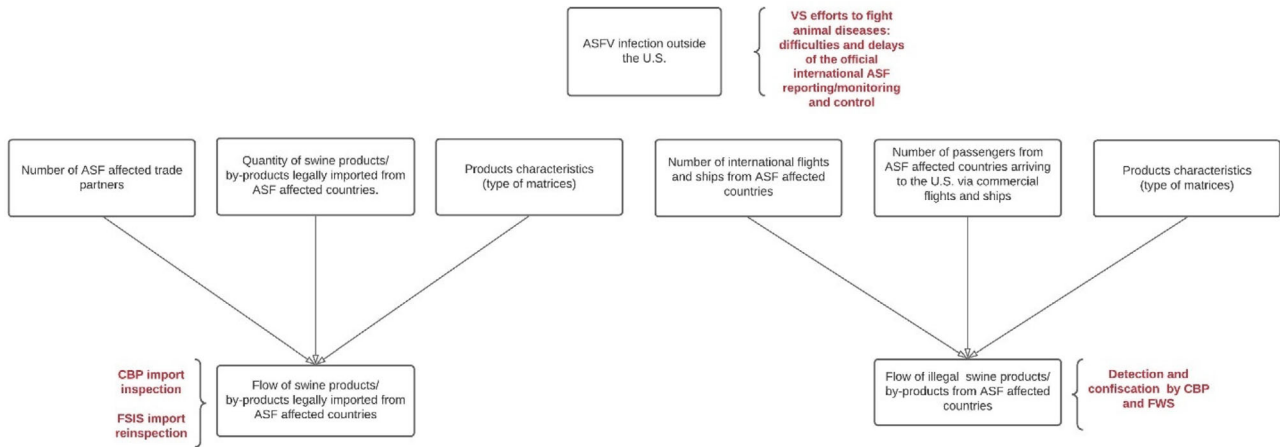 ASFV infection outside
the U.S.
VS efforts to fight
animal diseases:
difficulties and delays
of the official
international ASF
reporting/monitoring
and control
Number of ASF affected trade
partners
Quantity of swine products/
by-products legally imported from
ASF affected countries.
Products characteristics
(type of matrices)
Number of international flights
and ships from ASF affected
countries
Number of passengers from
ASF affected countries arriving
to the U.S. via commercial
flights and ships
Products characteristics
(type of matrices)
CBP import
inspection
FSIS import
reinspection
Flow of swine products/
by-products legally imported from
ASF affected countries
Flow of illegal swine products/
by-products from ASF affected
countries
Detection and
confiscation by CBP
and FWS